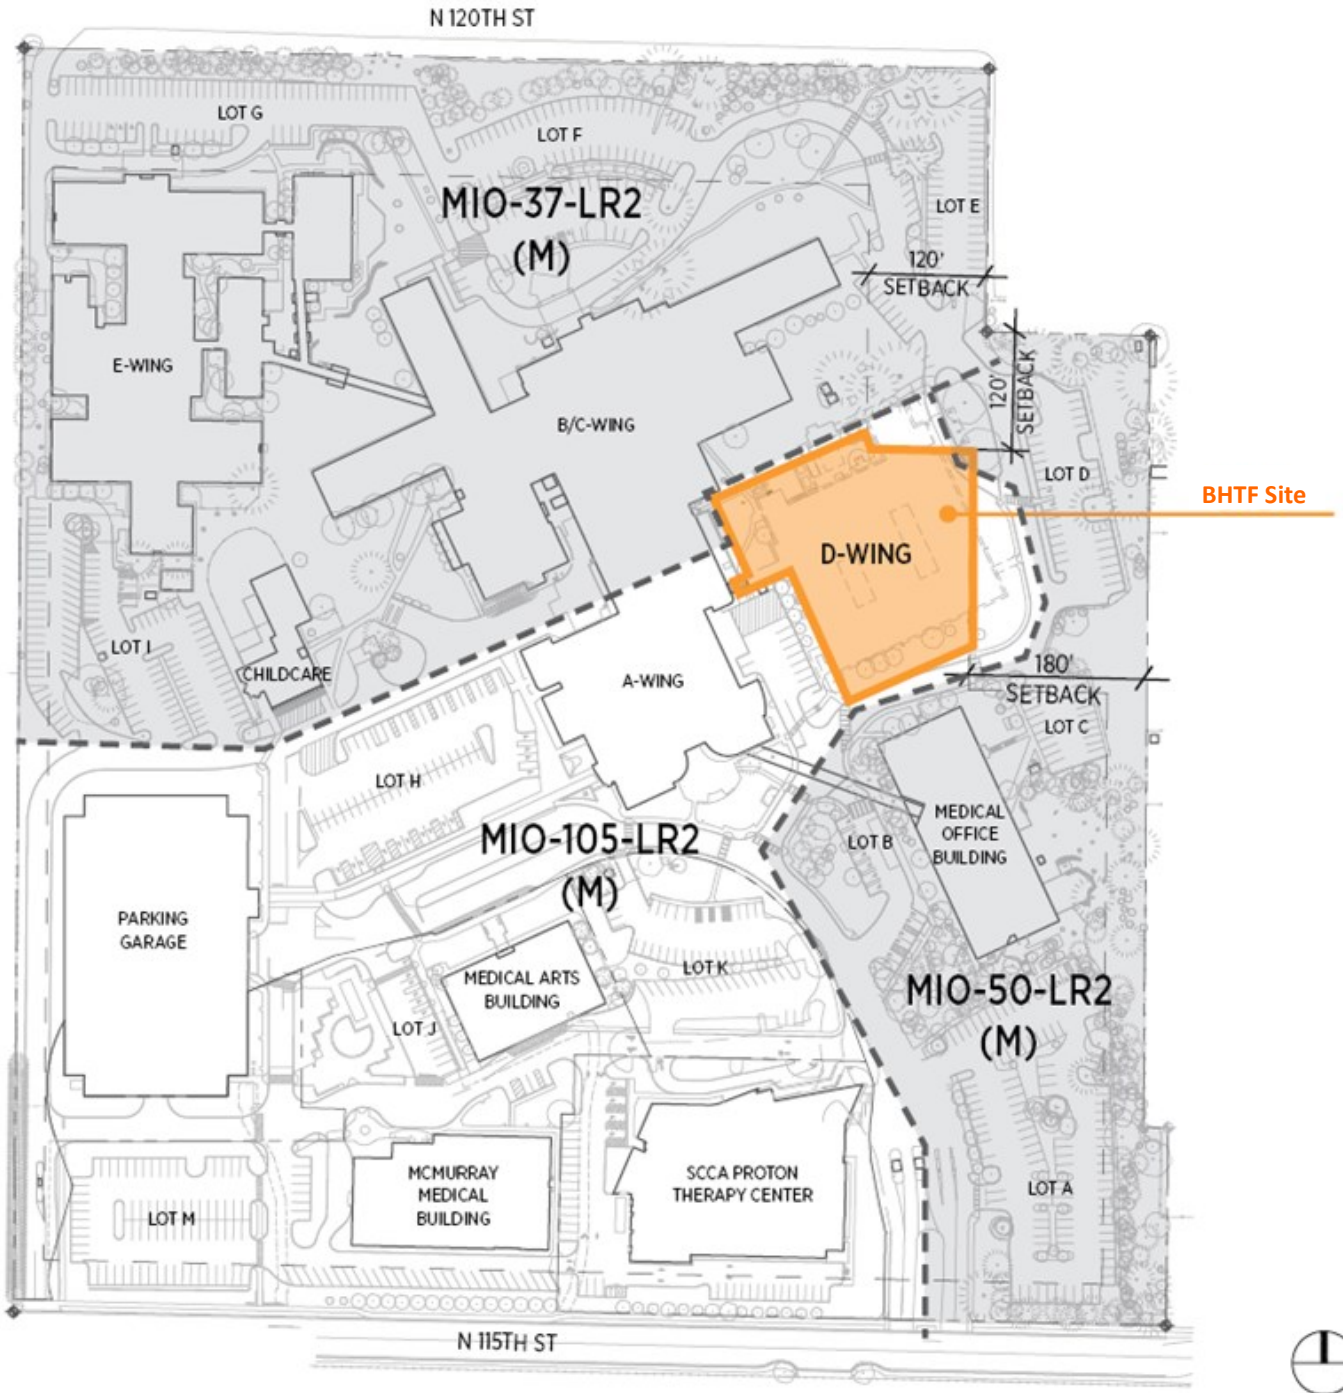 N 120TH ST
LOT G
LOT F
MIO-37-LR2
(M)
LOT E
120'
SETBACK
120'
SETBACK
E-WING
B/C-WING
LOT D
BHTF Site
D-WING
LOT I
CHILDCARE
A-WING
180'
SETBACK
LOT C
LOT H
MIO-105-LR2
(M)
LOT B
MEDICAL
OFFICE
BUILDING
PARKING
GARAGE
MEDICAL ARTS
BUILDING
LOT K
MIO-50-LR2
(M)
LOT J
MCMURRAY
MEDICAL
BUILDING
SCCA PROTON
THERAPY CENTER
LOT A
LOT M
N 115TH ST